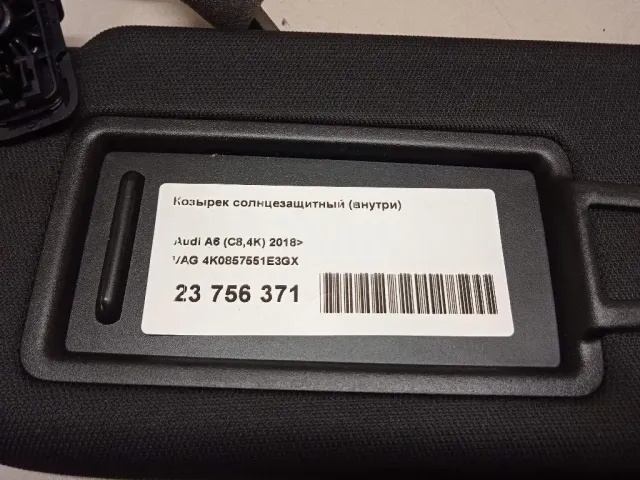 Козырек солнцезащитный (внутри)
Audi A6 (C8,4K) 2018>
VAG 4K0857551E3GX
23 756 371